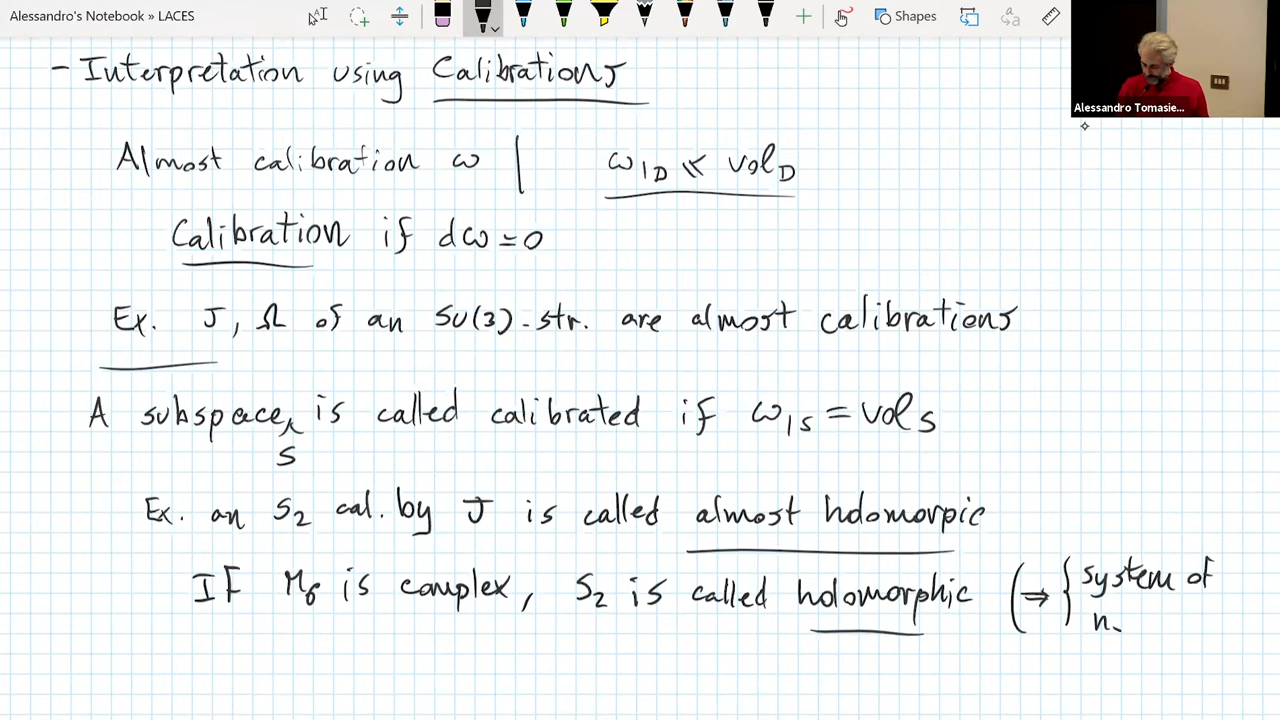 Alessandro's Notebook » LACES
Shapes
Alessandro Tomasie...
- Interpretation using Calibrations
Almost calibration ω | ω|D ≤ volD
Calibration if dω = 0
Ex. J, Ω of an SU(3)-str. are almost calibrations
A subspace S is called calibrated if ω|S = volS
Ex. an S2 cal. by J is called almost holomorpic
If M6 is complex, S2 is called holomorphic (⇒ { system of
n